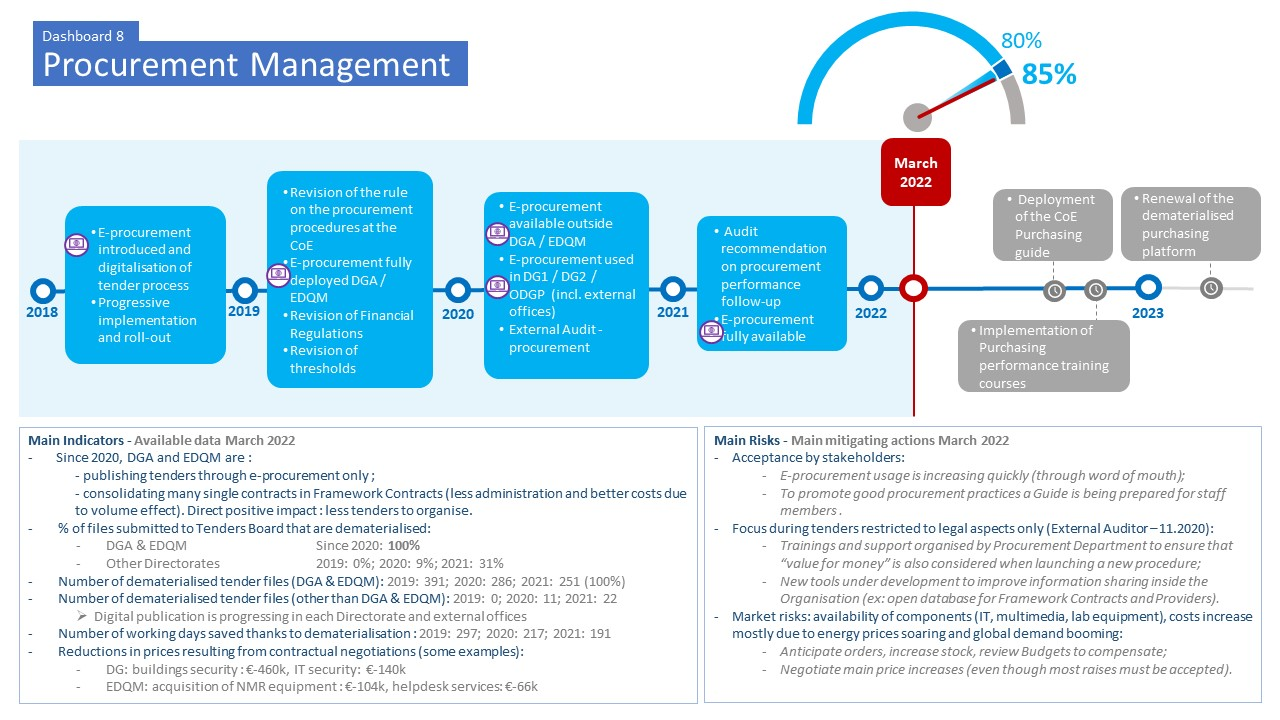 Dashboard 8
Procurement Management
80%
85%
March
2022
• E-procurement
introduced and
digitalisation of
tender process
• Progressive
implementation
and roll-out
• Revision of the rule
on the procurement
procedures at the
CoE
• E-procurement fully
deployed DGA /
EDQM
• Revision of Financial
Regulations
• Revision of
thresholds
• E-procurement
available outside
DGA / EDQM
• E-procurement used
in DG1 / DG2 /
ODGP (incl. external
offices)
• External Audit -
procurement
• Audit
recommendation
on procurement
performance
follow-up
• E-procurement
fully available
• Deployment
of the CoE
Purchasing
guide
• Renewal of the
dematerialised
purchasing
platform
2018
2019
2020
2021
2022
2023
• Implementation of
Purchasing
performance training
courses
Main Indicators - Available data March 2022
- Since 2020, DGA and EDQM are :
- publishing tenders through e-procurement only ;
- consolidating many single contracts in Framework Contracts (less administration and better costs due
to volume effect). Direct positive impact : less tenders to organise.
- % of files submitted to Tenders Board that are dematerialised:
- DGA & EDQM Since 2020: 100%
- Other Directorates 2019: 0%; 2020: 9%; 2021: 31%
- Number of dematerialised tender files (DGA & EDQM): 2019: 391; 2020: 286; 2021: 251 (100%)
- Number of dematerialised tender files (other than DGA & EDQM): 2019: 0; 2020: 11; 2021: 22
➢ Digital publication is progressing in each Directorate and external offices
- Number of working days saved thanks to dematerialisation : 2019: 297; 2020: 217; 2021: 191
- Reductions in prices resulting from contractual negotiations (some examples):
- DG: buildings security : €-460k, IT security: €-140k
- EDQM: acquisition of NMR equipment : €-104k, helpdesk services: €-66k
Main Risks - Main mitigating actions March 2022
- Acceptance by stakeholders:
- E-procurement usage is increasing quickly (through word of mouth);
- To promote good procurement practices a Guide is being prepared for staff
members .
- Focus during tenders restricted to legal aspects only (External Auditor – 11.2020):
- Trainings and support organised by Procurement Department to ensure that
“value for money” is also considered when launching a new procedure;
- New tools under development to improve information sharing inside the
Organisation (ex: open database for Framework Contracts and Providers).
- Market risks: availability of components (IT, multimedia, lab equipment), costs increase
mostly due to energy prices soaring and global demand booming:
- Anticipate orders, increase stock, review Budgets to compensate;
- Negotiate main price increases (even though most raises must be accepted).